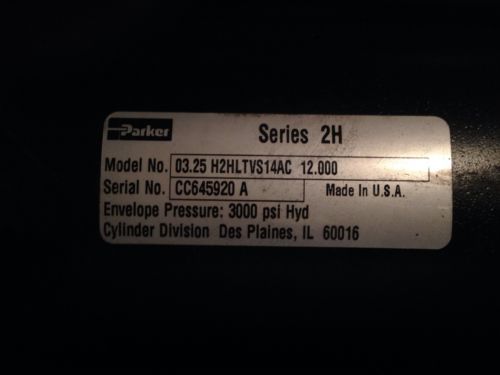 Parker
Series 2H
Model No. 03.25 H2HLTVS14AC 12.000
Serial No. CC645920 A Made In U.S.A.
Envelope Pressure: 3000 psi Hyd
Cylinder Division Des Plaines, IL 60016